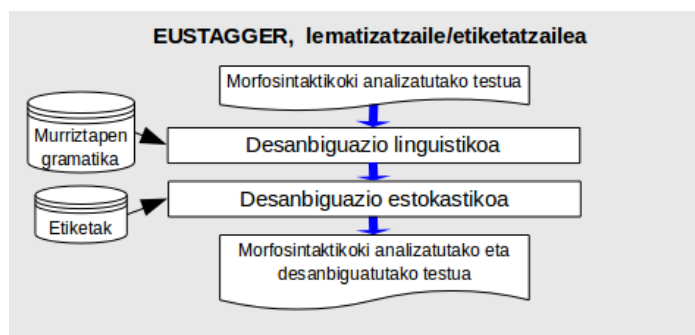 EUSTAGGER, lematizatzaile/etiketatzailea
Morfosintaktikoki analizatutako testua
Murriztapen
gramatika
Desanbiguazio linguistikoa
Desanbiguazio estokastikoa
Etiketak
Morfosintaktikoki analizatutako eta
desanbiguatutako testua